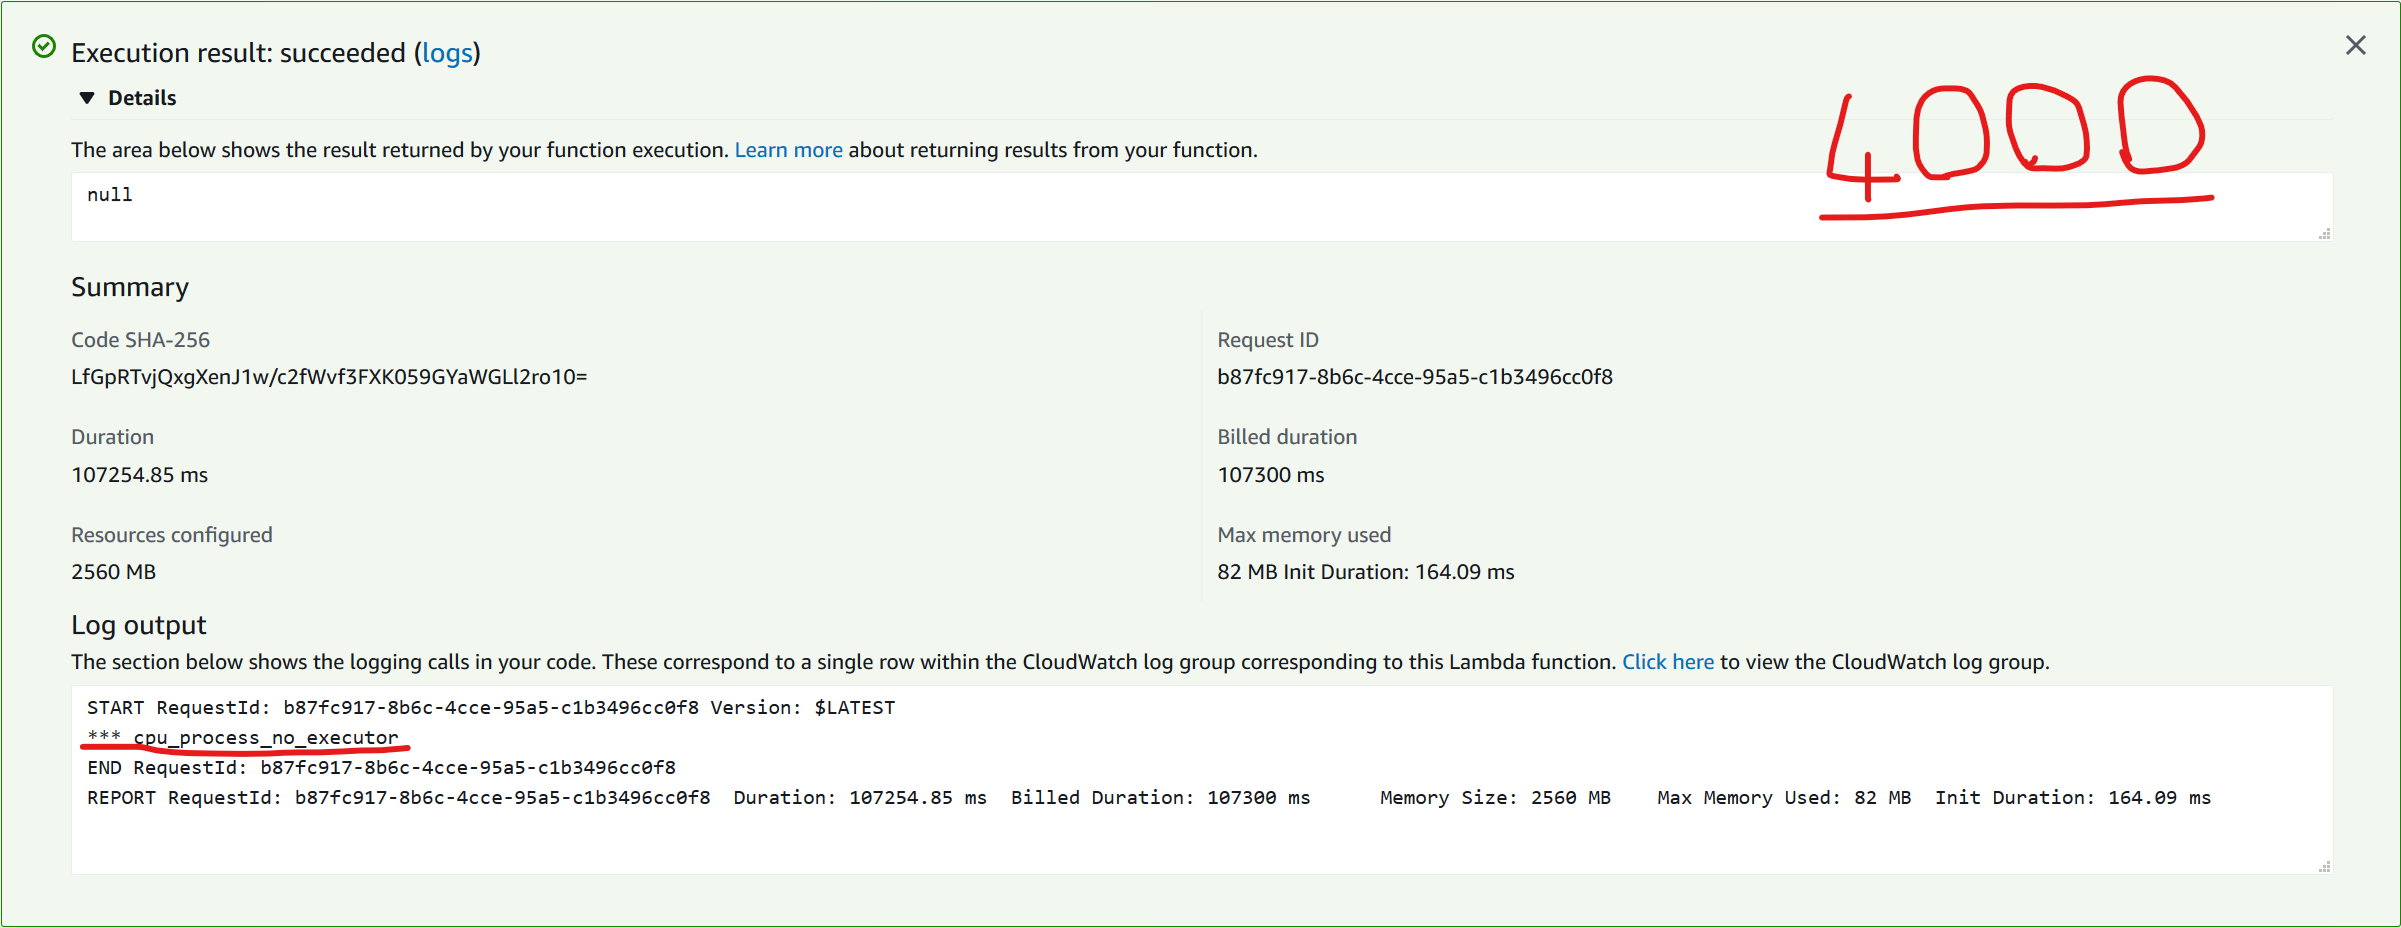 Execution result: succeeded (logs)
Details
4000
The area below shows the result returned by your function execution. Learn more about returning results from your function.
null
Summary
Code SHA-256
LfGpRTvjQxgXenJ1w/c2fWvf3FXK059GYaWGLl2ro10=
Request ID
b87fc917-8b6c-4cce-95a5-c1b3496cc0f8
Duration
107254.85 ms
Billed duration
107300 ms
Resources configured
2560 MB
Max memory used
82 MB Init Duration: 164.09 ms
Log output
The section below shows the logging calls in your code. These correspond to a single row within the CloudWatch log group corresponding to this Lambda function. Click here to view the CloudWatch log group.
START RequestId: b87fc917-8b6c-4cce-95a5-c1b3496cc0f8 Version: $LATEST
*** cpu_process_no_executor
END RequestId: b87fc917-8b6c-4cce-95a5-c1b3496cc0f8
REPORT RequestId: b87fc917-8b6c-4cce-95a5-c1b3496cc0f8 Duration: 107254.85 ms Billed Duration: 107300 ms Memory Size: 2560 MB Max Memory Used: 82 MB Init Duration: 164.09 ms